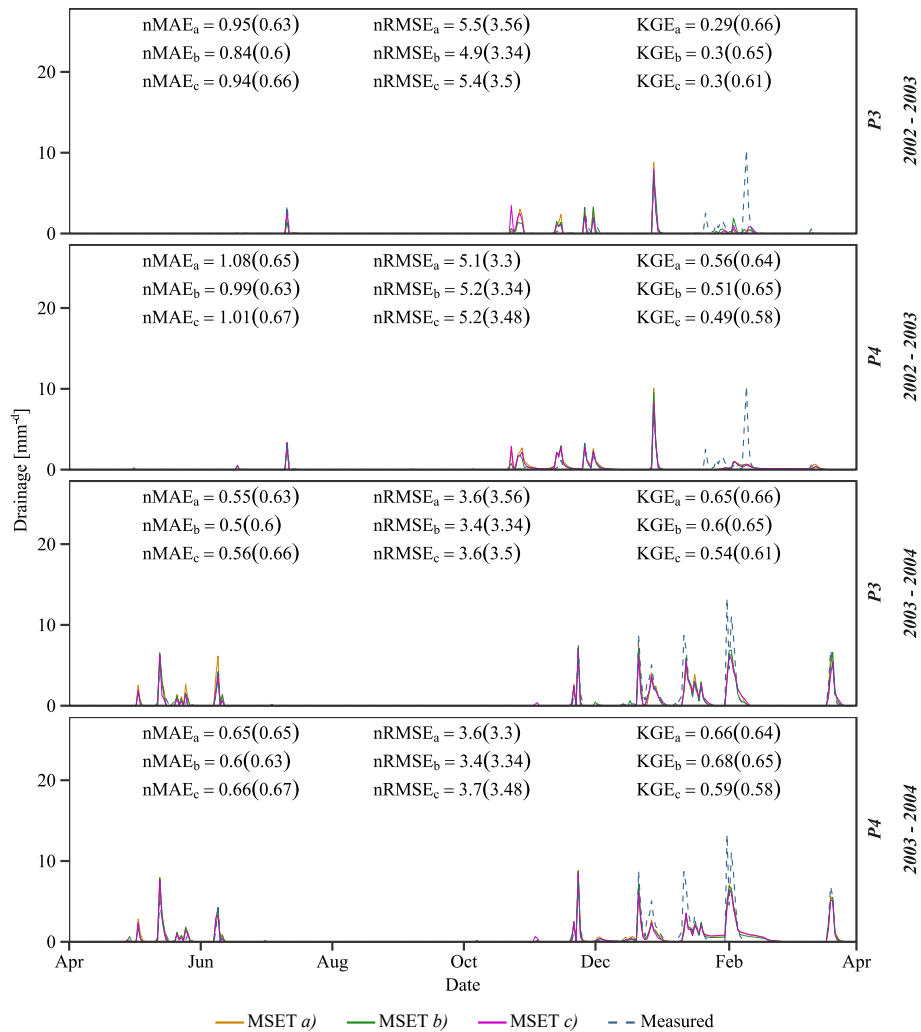 nMAEa = 0.95(0.63) nRMSEa = 5.5(3.56) KGEa = 0.29(0.66)
nMAEb = 0.84(0.6) nRMSEb = 4.9(3.34) KGEb = 0.3(0.65)
nMAEc = 0.94(0.66) nRMSEc = 5.4(3.5) KGEc = 0.3(0.61)
20
10
0
P3
2002 - 2003
nMAEa = 1.08(0.65) nRMSEa = 5.1(3.3) KGEa = 0.56(0.64)
nMAEb = 0.99(0.63) nRMSEb = 5.2(3.34) KGEb = 0.51(0.65)
nMAEc = 1.01(0.67) nRMSEc = 5.2(3.48) KGEc = 0.49(0.58)
20
10
0
P4
2002 - 2003
Drainage [mm-d]
nMAEa = 0.55(0.63) nRMSEa = 3.6(3.56) KGEa = 0.65(0.66)
nMAEb = 0.5(0.6) nRMSEb = 3.4(3.34) KGEb = 0.6(0.65)
nMAEc = 0.56(0.66) nRMSEc = 3.6(3.5) KGEc = 0.54(0.61)
20
10
0
P3
2003 - 2004
nMAEa = 0.65(0.65) nRMSEa = 3.6(3.3) KGEa = 0.66(0.64)
nMAEb = 0.6(0.63) nRMSEb = 3.4(3.34) KGEb = 0.68(0.65)
nMAEc = 0.66(0.67) nRMSEc = 3.7(3.48) KGEc = 0.59(0.58)
20
10
0
P4
2003 - 2004
Apr Jun Aug Oct Dec Feb Apr
Date
MSET a) MSET b) MSET c) Measured